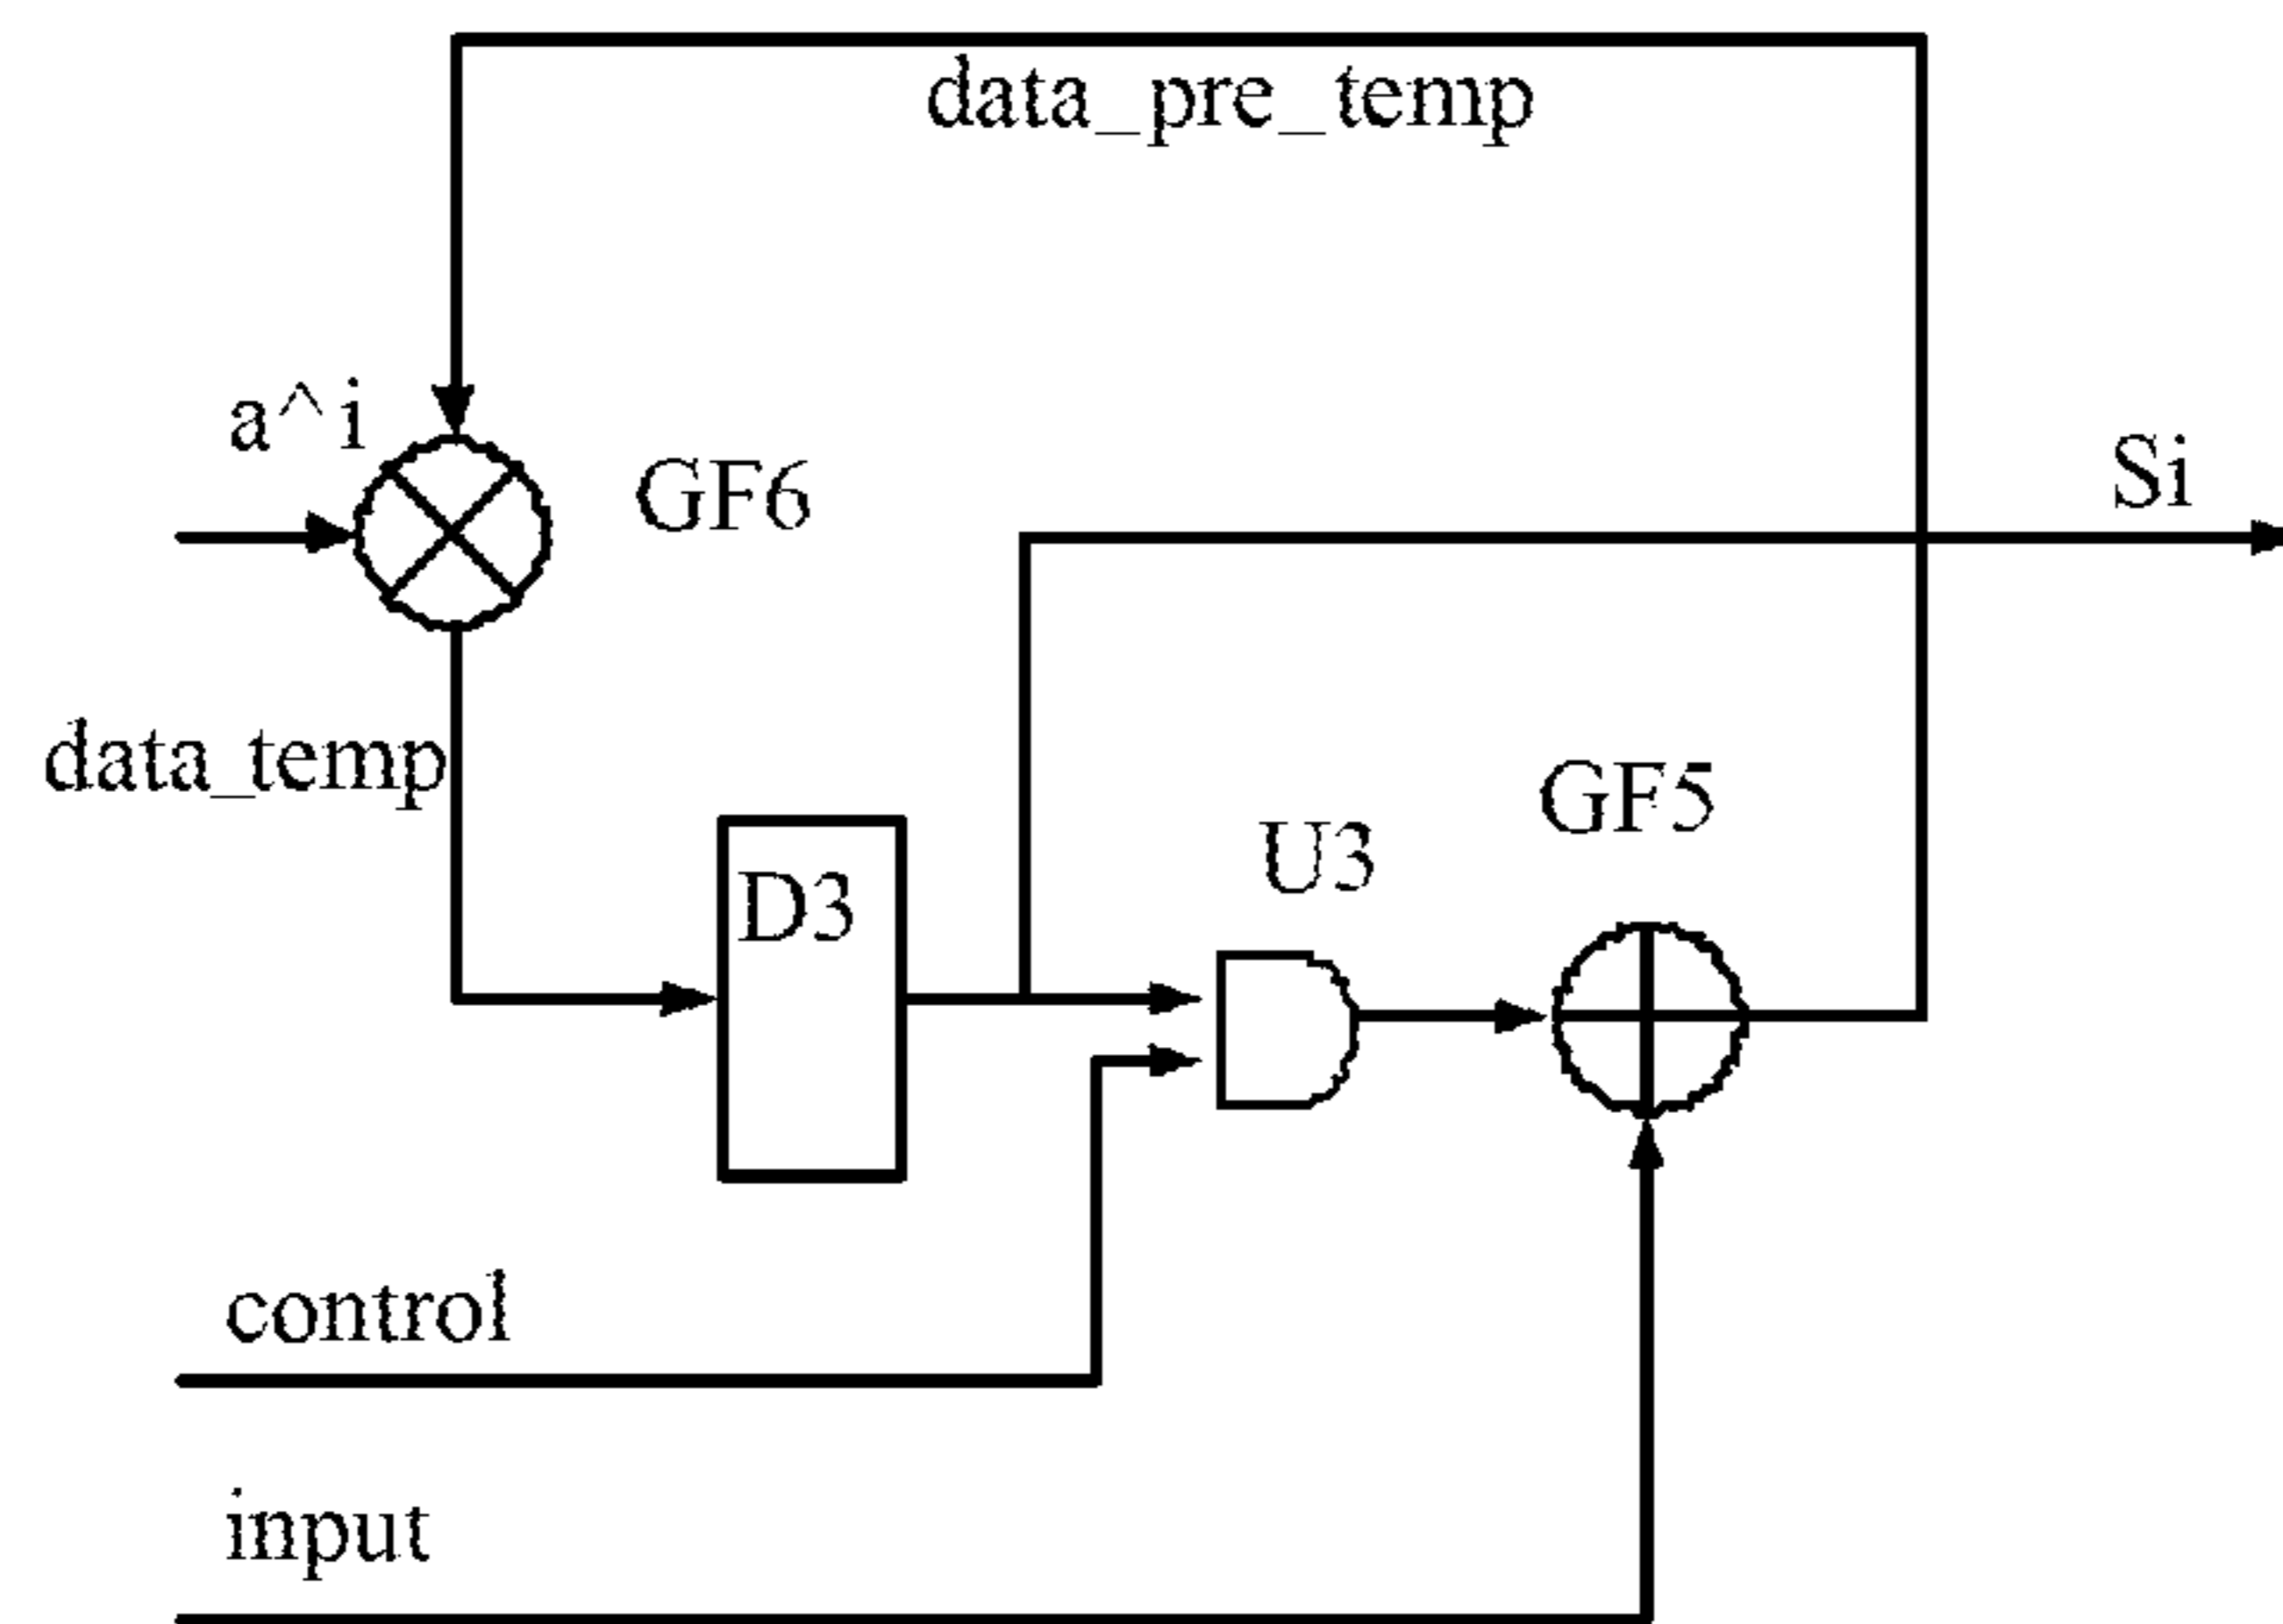 data_pre_temp
a^i
GF6
Si
data_temp
GF5
U3
D3
control
input